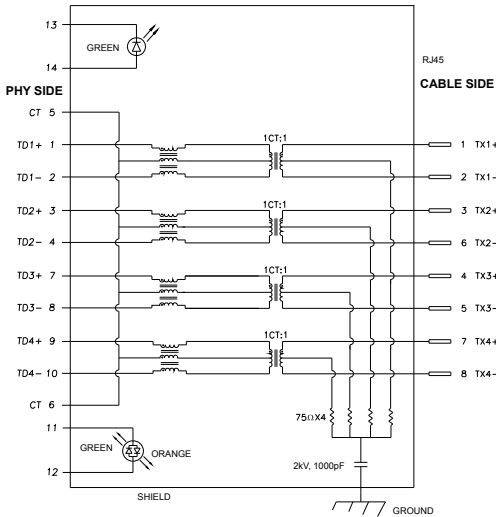 13
GREEN
14
RJ45
PHY SIDE
CABLE SIDE
CT 5
1CT:1
TD1+ 1
1 TX1+
TD1- 2
2 TX1-
1CT:1
TD2+ 3
3 TX2+
TD2- 4
6 TX2-
1CT:1
TD3+ 7
4 TX3+
TD3- 8
5 TX3-
1CT:1
TD4+ 9
7 TX4+
TD4- 10
8 TX4-
CT 6
75ΩX4
11
GREEN
ORANGE
12
2kV, 1000pF
SHIELD
GROUND